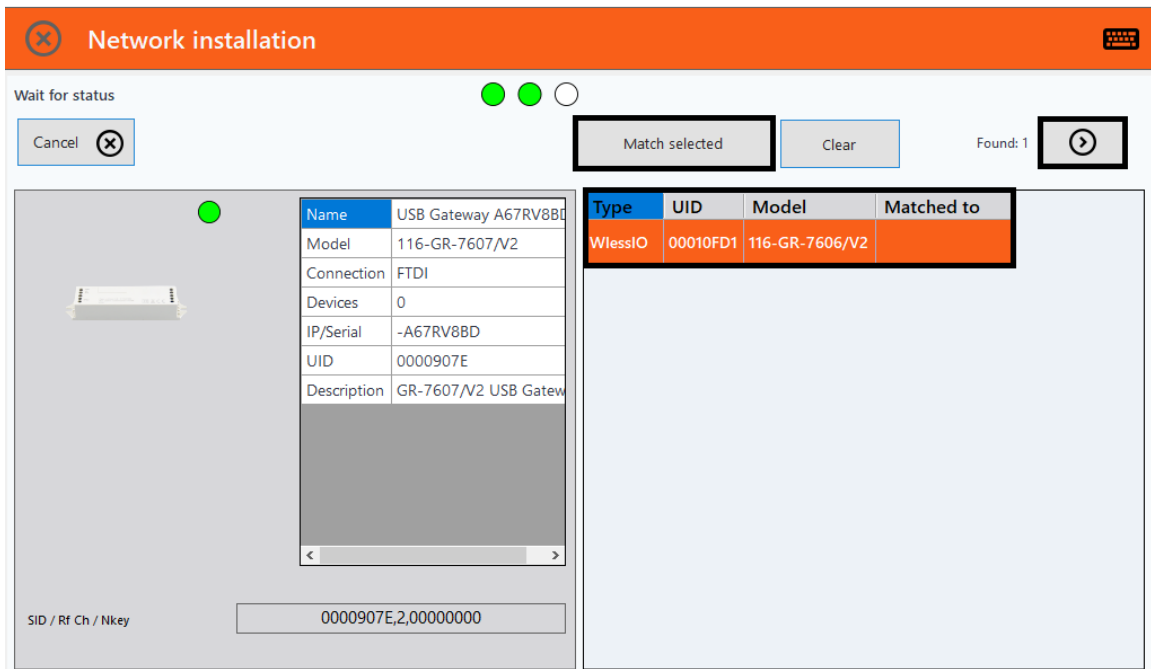 Network installation
Wait for status
Cancel
Match selected
Clear
Found: 1
Name USB Gateway A67RV8BD
Model 116-GR-7607/V2
Connection FTDI
Devices 0
IP/Serial -A67RV8BD
UID 0000907E
Description GR-7607/V2 USB Gatew
Type UID Model Matched to
WlessIO 00010FD1 116-GR-7606/V2
SID / Rf Ch / Nkey 0000907E,2,00000000